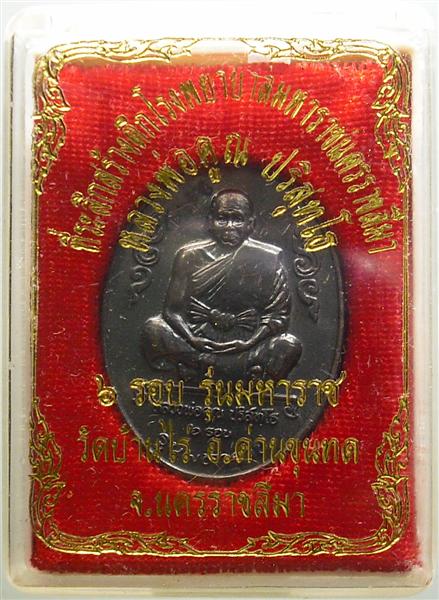 ที่ระลึกสร้างตึกโรงพยาบาลมหาราชนครราชสีมา
หลวงพ่อคูณ ปริสุทโธ
๖ รอบ รุ่นมหาราช
วัดบ้านไร่ อ.ด่านขุนทด
จ.นครราชสีมา